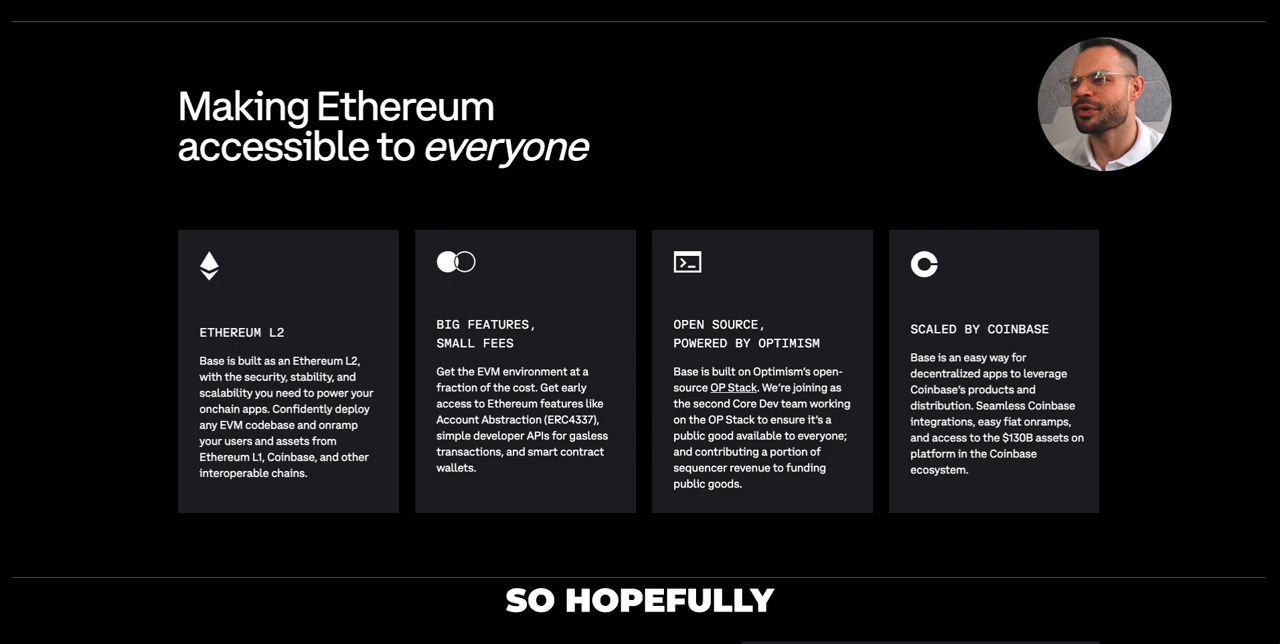 Making Ethereum
accessible to everyone
ETHEREUM L2
Base is built as an Ethereum L2,
with the security, stability, and
scalability you need to power your
onchain apps. Confidently deploy
any EVM codebase and onramp
your users and assets from
Ethereum L1, Coinbase, and other
interoperable chains.
BIG FEATURES,
SMALL FEES
Get the EVM environment at a
fraction of the cost. Get early
access to Ethereum features like
Account Abstraction (ERC4337),
simple developer APIs for gasless
transactions, and smart contract
wallets.
OPEN SOURCE,
POWERED BY OPTIMISM
Base is built on Optimism's open-
source OP Stack. We're joining as
the second Core Dev team working
on the OP Stack to ensure it's a
public good available to everyone;
and contributing a portion of
sequencer revenue to funding
public goods.
SCALED BY COINBASE
Base is an easy way for
decentralized apps to leverage
Coinbase's products and
distribution. Seamless Coinbase
integrations, easy fiat onramps,
and access to the $130B assets on
platform in the Coinbase
ecosystem.
SO HOPEFULLY